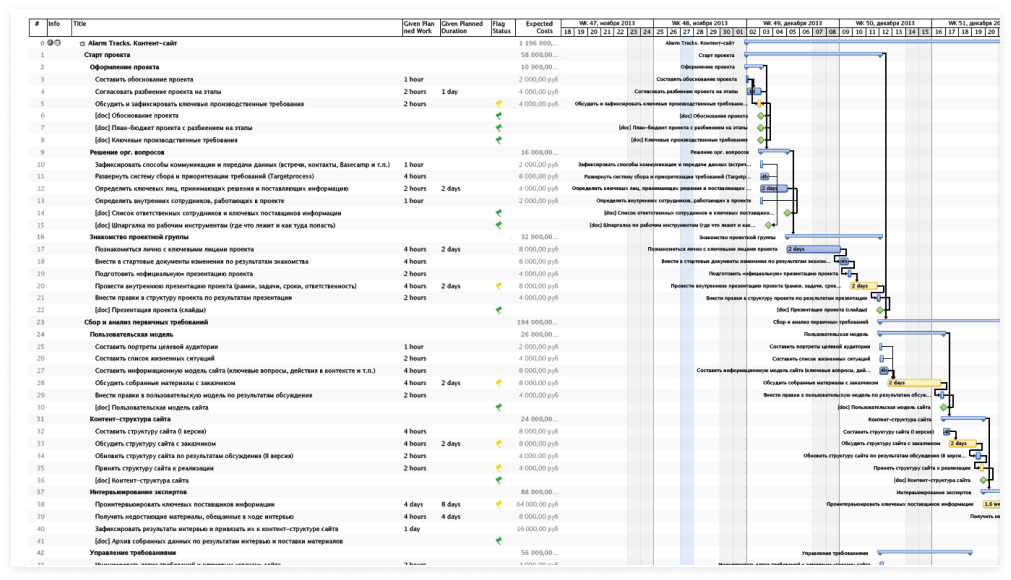 # Info Title Given Planned Work Given Planned Duration Flag Status Expected Costs WK 47, ноября 2013 WK 48, ноября 2013 WK 49, декабря 2013 WK 50, декабря 2013 WK 51, декабря 20
18 19 20 21 22 23 24 25 26 27 28 29 30 01 02 03 04 05 06 07 08 09 10 11 12 13 14 15 16 17 18 19 20
0 Alarm Tracks. Контент-сайт 1 196 000,... Alarm Tracks. Контент-сайт
1 Старт проекта 58 000,00... Старт проекта
2 Оформление проекта 10 000,00... Оформление проекта
3 Составить обоснование проекта 1 hour 2 000,00 руб Составить обоснование проекта
4 Согласовать разбиение проекта на этапы 2 hours 1 day 4 000,00 руб Согласовать разбиение проекта на этапы
5 Обсудить и зафиксировать ключевые производственные требования 2 hours 4 000,00 руб Обсудить и зафиксировать ключевые производственные требован...
6 [doc] Обоснование проекта [doc] Обоснование проекта
7 [doc] План-бюджет проекта с разбиением на этапы [doc] План-бюджет проекта с разбиением на этапы
8 [doc] Ключевые производственные требования [doc] Ключевые производственные требования
9 Решение орг. вопросов 16 000,00... Решение орг. вопросов
10 Зафиксировать способы коммуникации и передачи данных (встречи, контакты, Basecamp и т.п.) 1 hour 2 000,00 руб Зафиксировать способы коммуникации и передачи данных (встреч...
11 Развернуть систему сбора и приоритезации требований (Targetprocess) 4 hours 8 000,00 руб Развернуть систему сбора и приоритезации требований (Targetp... 4h
12 Определить ключевых лиц, принимающих решения и поставляющих информацию 2 hours 2 days 4 000,00 руб Определить ключевых лиц, принимающих решения и поставляющих ... 2 days
13 Определить внутренних сотрудников, работающих в проекте 1 hour 2 000,00 руб Определить внутренних сотрудников, работающих в проекте
14 [doc] Список ответственных сотрудников и ключевых поставщиков информации [doc] Список ответственных сотрудников и ключевых поставщико...
15 [doc] Шпаргалка по рабочим инструментам (где что лежит и как туда попасть) [doc] Шпаргалка по рабочим инструментам (где что лежит и как...
16 Знакомство проектной группы 32 000,00... Знакомство проектной группы
17 Познакомиться лично с ключевыми лицами проекта 4 hours 2 days 8 000,00 руб Познакомиться лично с ключевыми лицами проекта 2 days
18 Внести в стартовые документы изменения по результатам знакомства 4 hours 8 000,00 руб Внести в стартовые документы изменения по результатам знаком... 4h
19 Подготовить «официальную» презентацию проекта 2 hours 4 000,00 руб Подготовить «официальную» презентацию проекта
20 Провести внутреннюю презентацию проекта (рамки, задачи, сроки, ответственность) 4 hours 2 days 8 000,00 руб Провести внутреннюю презентацию проекта (рамки, задачи, срок... 2 days
21 Внести правки в структуру проекта по результатам презентации 2 hours 4 000,00 руб Внести правки в структуру проекта по результатам презентации
22 [doc] Презентация проекта (слайды) [doc] Презентация проекта (слайды)
23 Сбор и анализ первичных требований 194 000,00... Сбор и анализ первичных требований
24 Пользовательская модель 26 000,00... Пользовательская модель
25 Составить портреты целевой аудитории 1 hour 2 000,00 руб Составить портреты целевой аудитории
26 Составить список жизненных ситуаций 2 hours 4 000,00 руб Составить список жизненных ситуаций
27 Составить информационную модель сайта (ключевые вопросы, действия в контексте и т.п.) 4 hours 8 000,00 руб Составить информационную модель сайта (ключевые вопросы, дей... 4h
28 Обсудить собранные материалы с заказчиком 4 hours 2 days 8 000,00 руб Обсудить собранные материалы с заказчиком 2 days
29 Внести правки в пользовательскую модель по результатам обсуждения 2 hours 4 000,00 руб Внести правки в пользовательскую модель по результатам обсуж...
30 [doc] Пользовательская модель сайта [doc] Пользовательская модель сайта
31 Контент-структура сайта 24 000,00... Контент-структура сайта
32 Составить структуру сайта (I версия) 4 hours 8 000,00 руб Составить структуру сайта (I версия) 4h
33 Обсудить структуру сайта с заказчиком 4 hours 2 days 8 000,00 руб Обсудить структуру сайта с заказчиком 2 days
34 Обновить структуру сайта по результатам обсуждения (II версия) 2 hours 4 000,00 руб Обновить структуру сайта по результатам обсуждения (II верси...
35 Принять структуру сайта к реализации 2 hours 4 000,00 руб Принять структуру сайта к реализации
36 [doc] Контент-структура сайта [doc] Контент-структура сайта
37 Интервьюирование экспертов 88 000,00... Интервьюирование экспертов
38 Проинтервьюировать ключевых поставщиков информации 4 days 8 days 64 000,00 руб Проинтервьюировать ключевых поставщиков информации 1,6 we
39 Получить недостающие материалы, обещанные в ходе интервью 4 hours 4 days 8 000,00 руб Получить не
40 Зафиксировать результаты интервью и привязать их к контент-структуре сайта 1 day 16 000,00 руб
41 [doc] Архив собранных данных по результатам интервью и поставки материалов
42 Управление требованиями 56 000,00... Управление требованиями